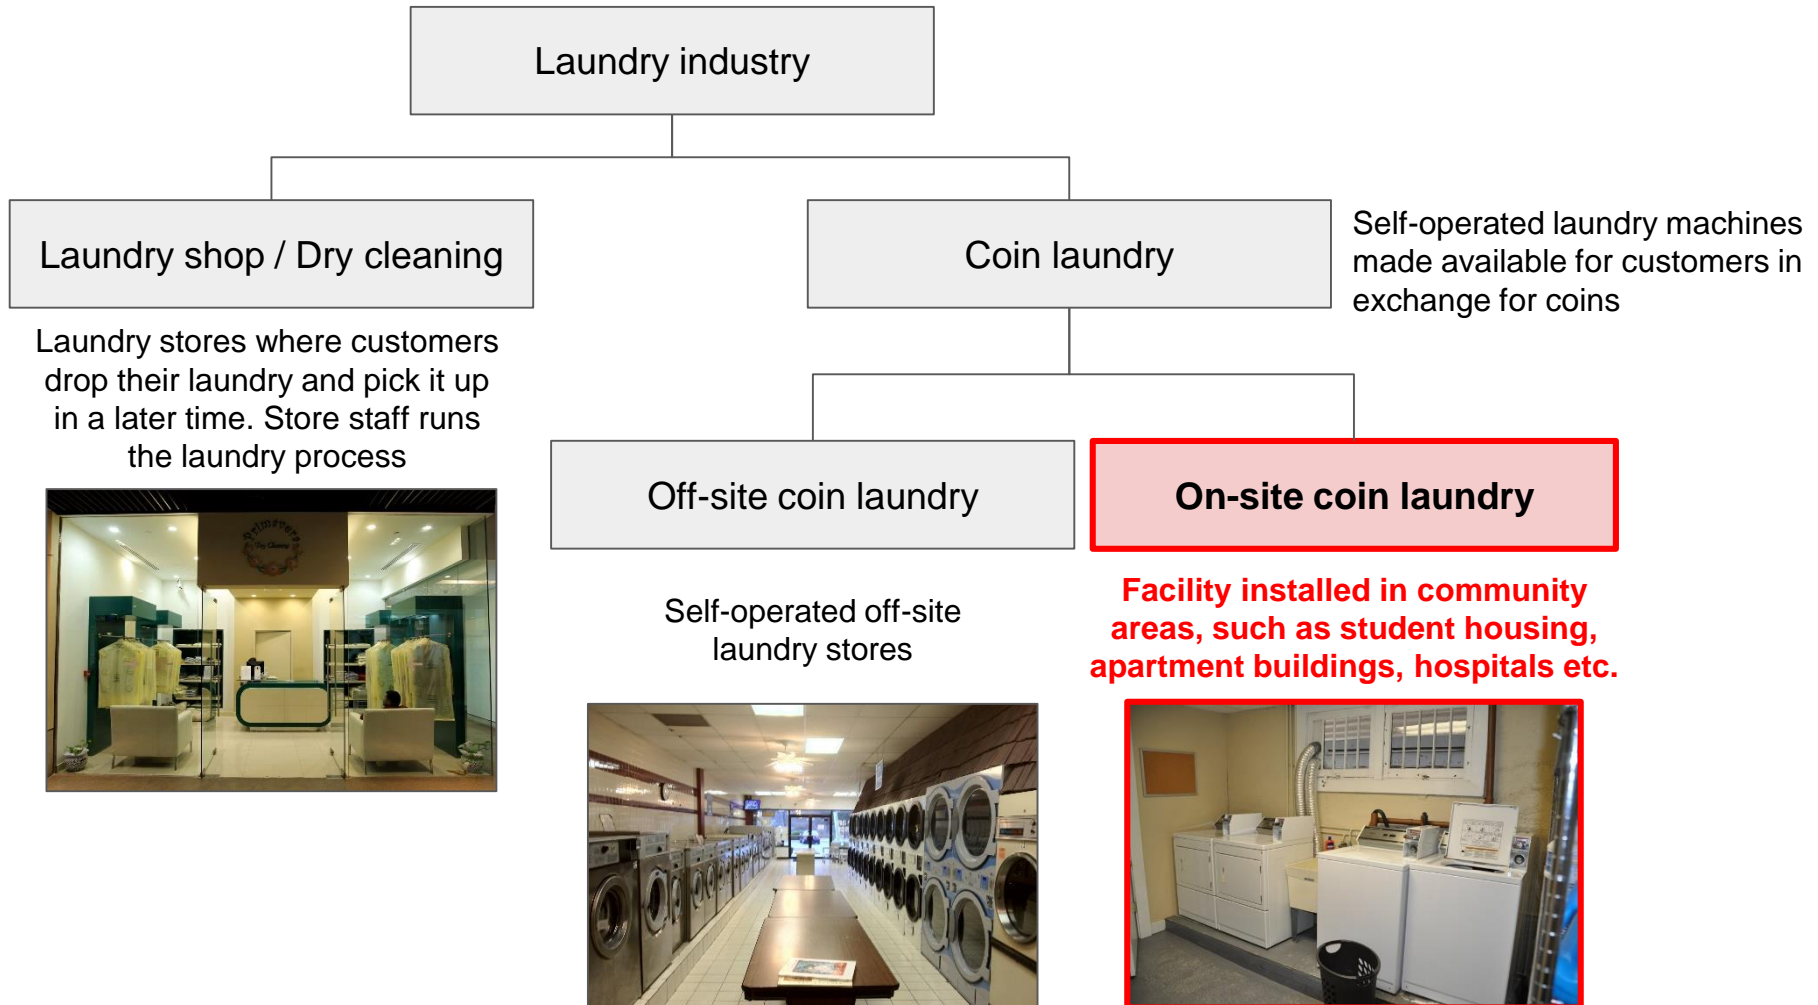 Laundry industry
Laundry shop / Dry cleaning
Coin laundry
Self-operated laundry machines
made available for customers in
exchange for coins
Laundry stores where customers
drop their laundry and pick it up
in a later time. Store staff runs
the laundry process
Off-site coin laundry
On-site coin laundry
Self-operated off-site
laundry stores
Facility installed in community
areas, such as student housing,
apartment buildings, hospitals etc.
Primavera
Dry Cleaning